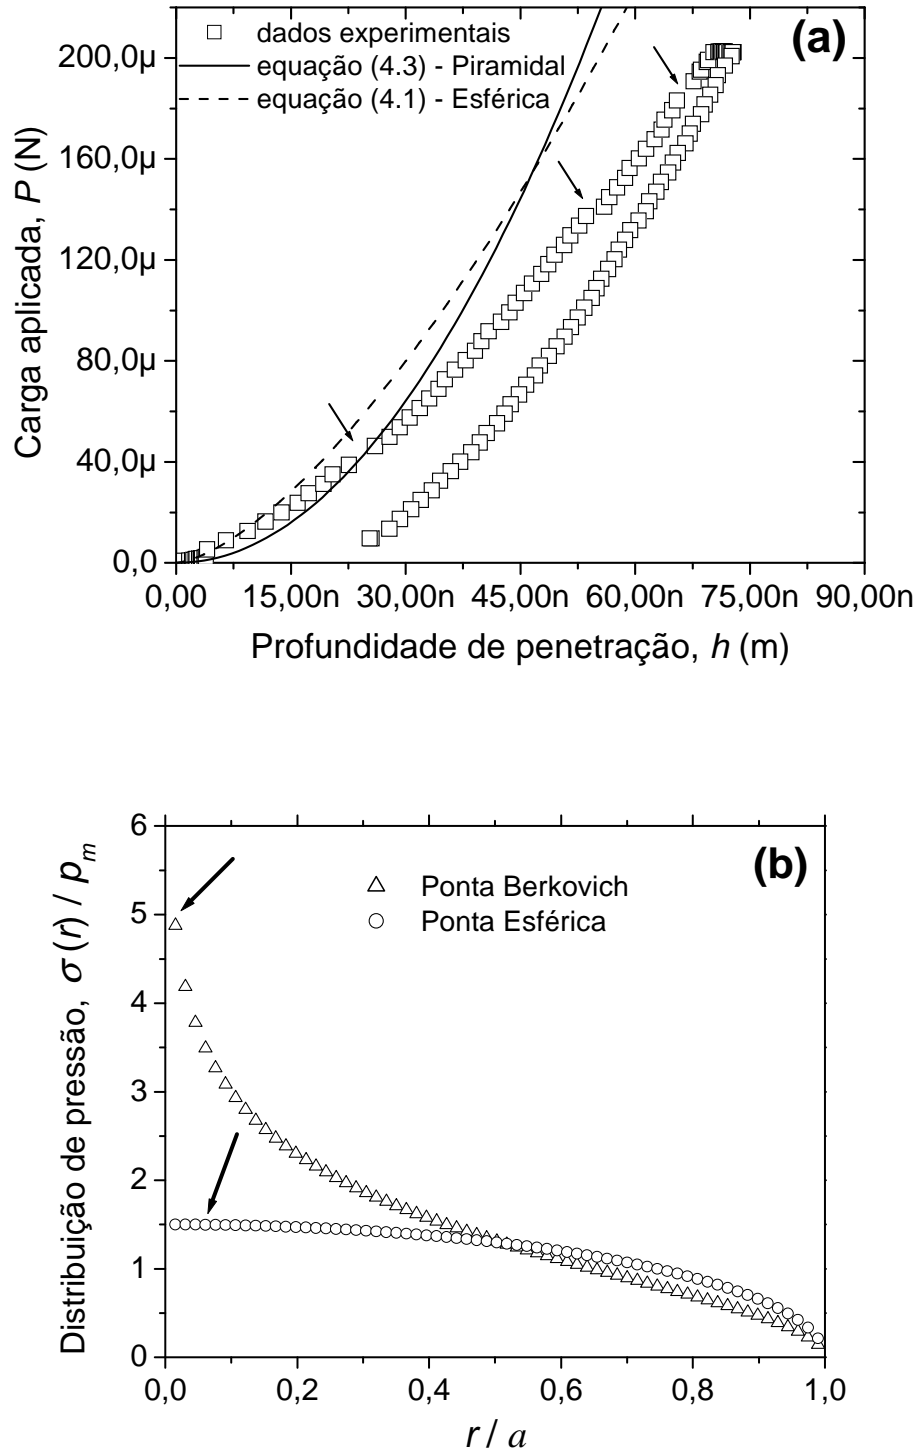 (a)
dados experimentais
equação (4.3) - Piramidal
equação (4.1) - Esférica
200,0µ
160,0µ
120,0µ
80,0µ
40,0µ
0,0
Carga aplicada, P (N)
0,00 15,00n 30,00n 45,00n 60,00n 75,00n 90,00n
Profundidade de penetração, h (m)
(b)
Ponta Berkovich
Ponta Esférica
6
5
4
3
2
1
0
Distribuição de pressão, σ (r) / pm
0,0 0,2 0,4 0,6 0,8 1,0
r / a